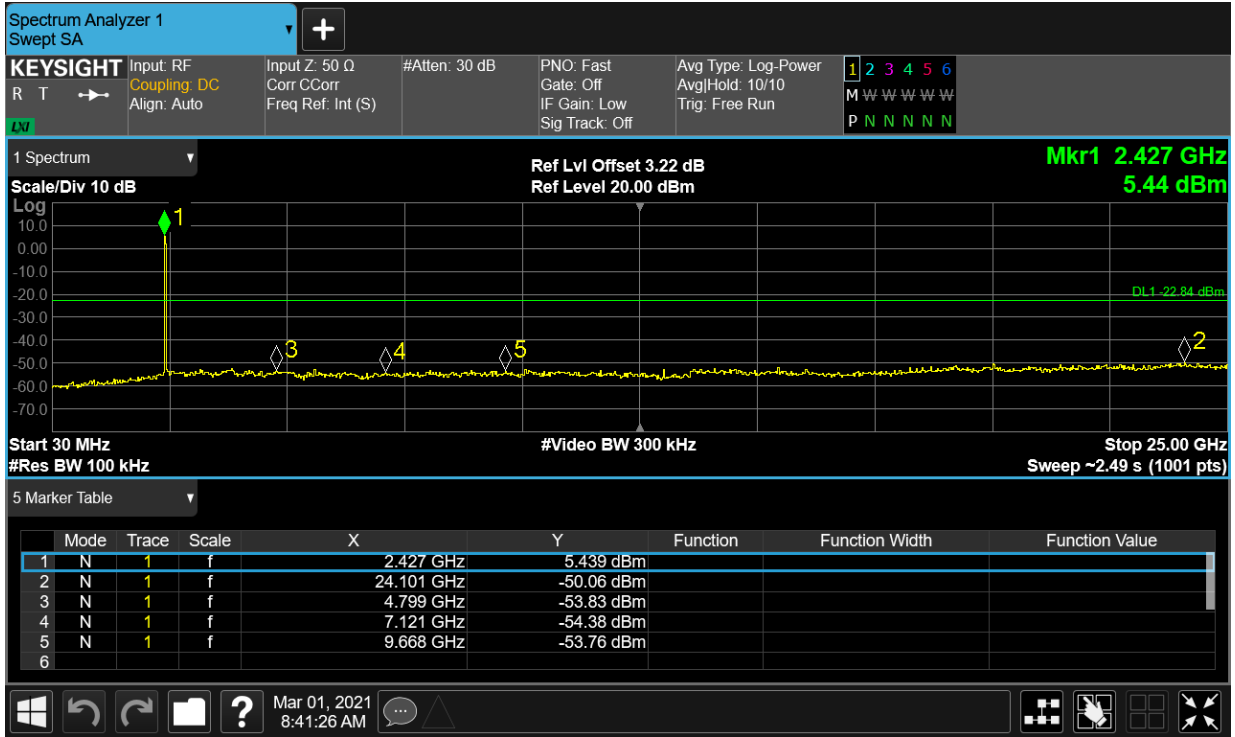 Spectrum Analyzer 1
Swept SA
KEYSIGHT
R T
LXI
Input: RF
Coupling: DC
Align: Auto
Input Z: 50 Ω
Corr CCorr
Freq Ref: Int (S)
#Atten: 30 dB
PNO: Fast
Gate: Off
IF Gain: Low
Sig Track: Off
Avg Type: Log-Power
Avg|Hold: 10/10
Trig: Free Run
1 2 3 4 5 6
M W W W W W
P N N N N N
1 Spectrum
Scale/Div 10 dB
Ref Lvl Offset 3.22 dB
Ref Level 20.00 dBm
Mkr1 2.427 GHz
5.44 dBm
Log
10.0
0.00
-10.0
-20.0
-30.0
-40.0
-50.0
-60.0
-70.0
1
DL1 -22.84 dBm
3
4
5
2
Start 30 MHz
#Res BW 100 kHz
#Video BW 300 kHz
Stop 25.00 GHz
Sweep ~2.49 s (1001 pts)
5 Marker Table
Mode Trace Scale X Y Function Function Width Function Value
1 N 1 f 2.427 GHz 5.439 dBm
2 N 1 f 24.101 GHz -50.06 dBm
3 N 1 f 4.799 GHz -53.83 dBm
4 N 1 f 7.121 GHz -54.38 dBm
5 N 1 f 9.668 GHz -53.76 dBm
6
?
Mar 01, 2021
8:41:26 AM